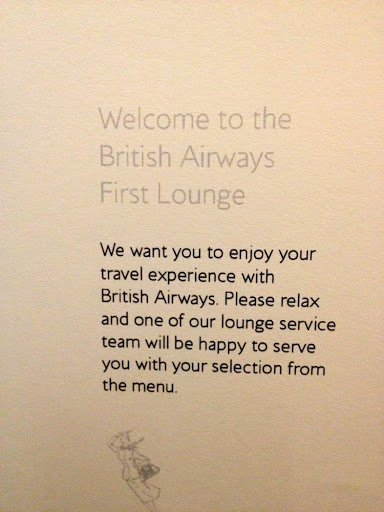 Welcome to the
British Airways
First Lounge
We want you to enjoy your
travel experience with
British Airways. Please relax
and one of our lounge service
team will be happy to serve
you with your selection from
the menu.